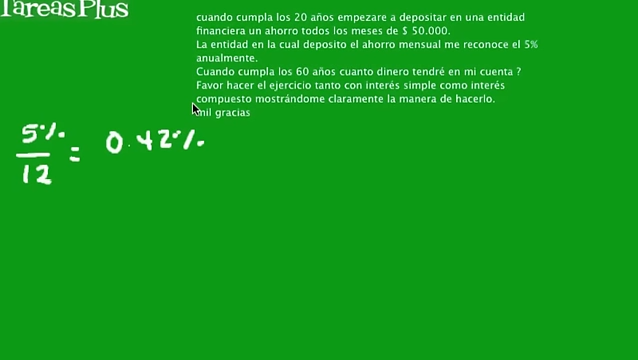 TareasPlus
cuando cumpla los 20 años empezare a depositar en una entidad
financiera un ahorro todos los meses de $ 50.000.
La entidad en la cual deposito el ahorro mensual me reconoce el 5%
anualmente.
Cuando cumpla los 60 años cuanto dinero tendré en mi cuenta ?
Favor hacer el ejercicio tanto con interés simple como interés
compuesto mostrándome claramente la manera de hacerlo.
mil gracias
5%
12
= 0.42%